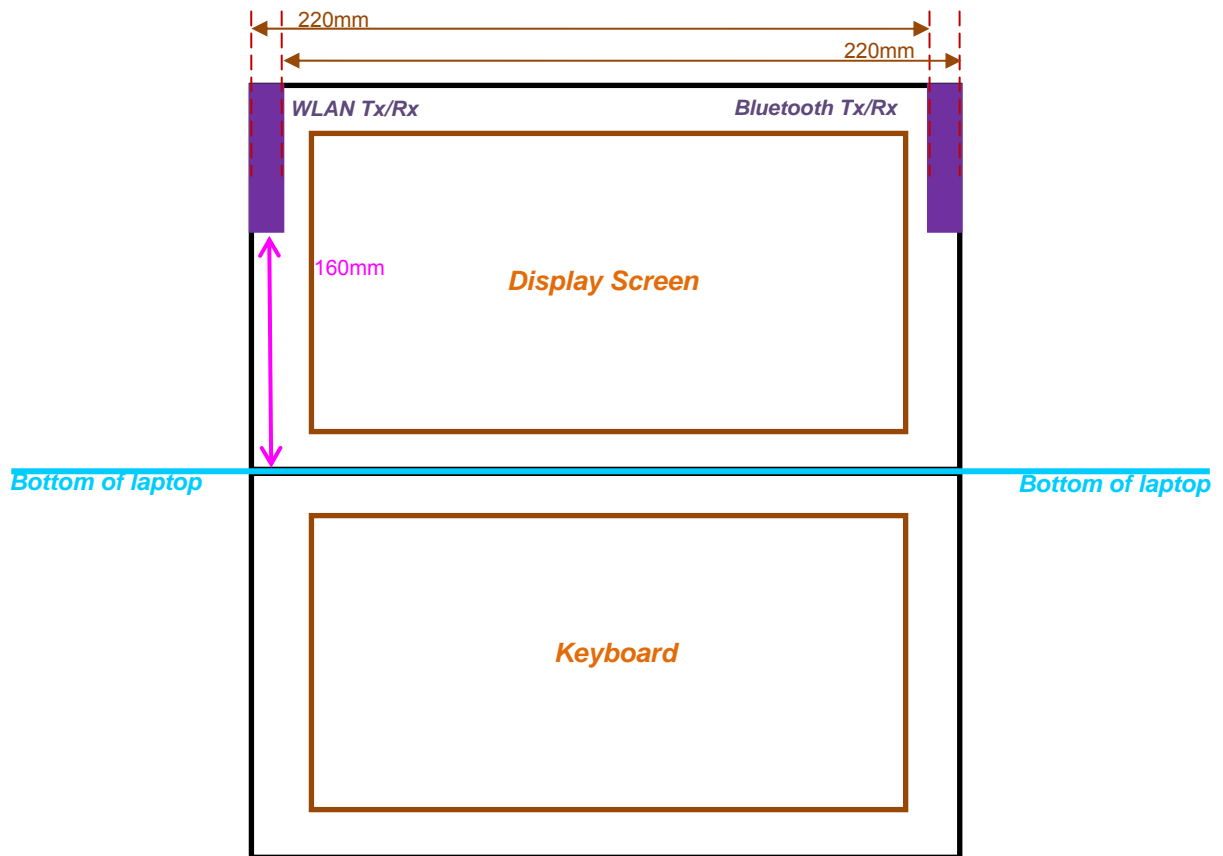 220mm
220mm
WLAN Tx/Rx
Bluetooth Tx/Rx
160mm
Display Screen
Bottom of laptop
Bottom of laptop
Keyboard